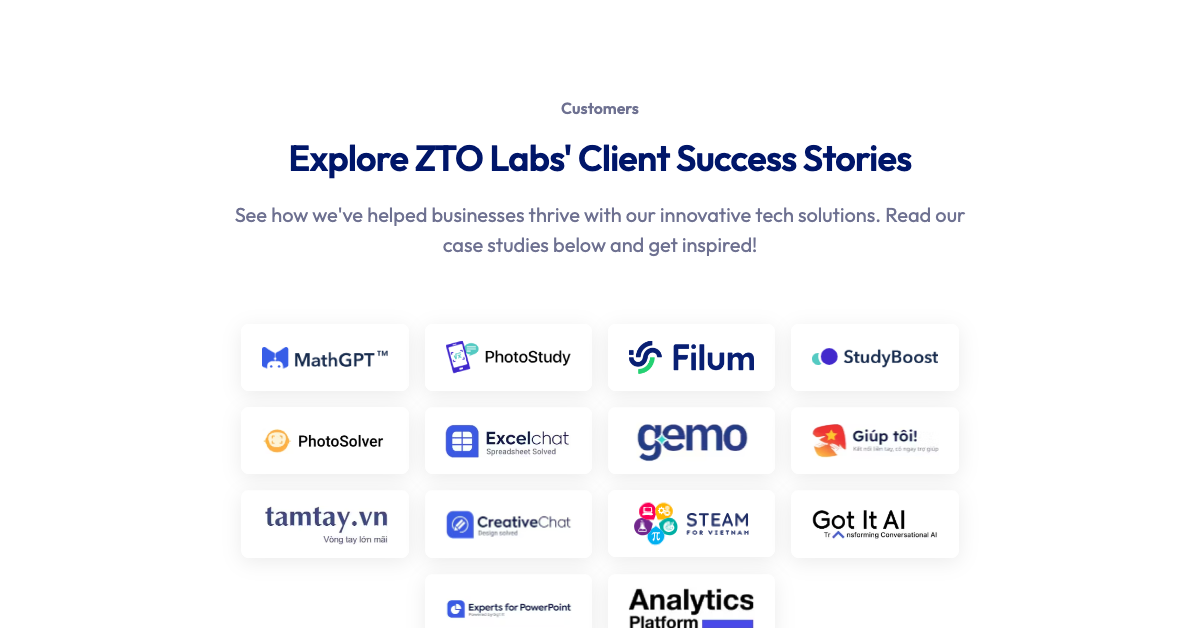 Customers
Explore ZTO Labs' Client Success Stories
See how we've helped businesses thrive with our innovative tech solutions. Read our
case studies below and get inspired!
MathGPT™
PhotoStudy
Filum
StudyBoost
PhotoSolver
Excelchat
Spreadsheet Solved
gemo
Giúp tôi!
Kết nối liền tay, có ngay trợ giúp
tamtay.vn
Vòng tay lớn mãi
CreativeChat
Design solved
STEAM
FOR VIETNAM
Got It AI
Tr nsforming Conversational AI
Experts for PowerPoint
Analytics
Platform